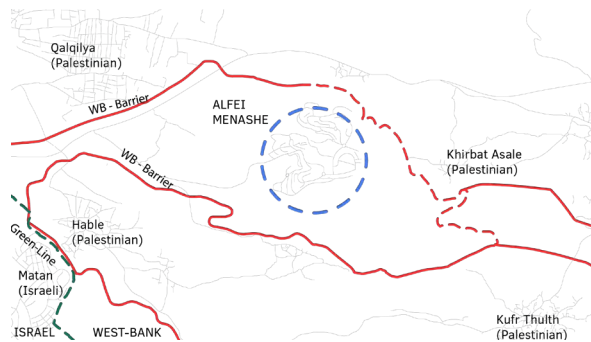 Qalqilya
(Palestinian)
WB - Barrier
ALFEI
MENASHE
WB - Barrier
Khirbat Asale
(Palestinian)
Hable
(Palestinian)
Green-Line
Matan
(Israeli)
ISRAEL
WEST-BANK
Kufr Thulth
(Palestinian)